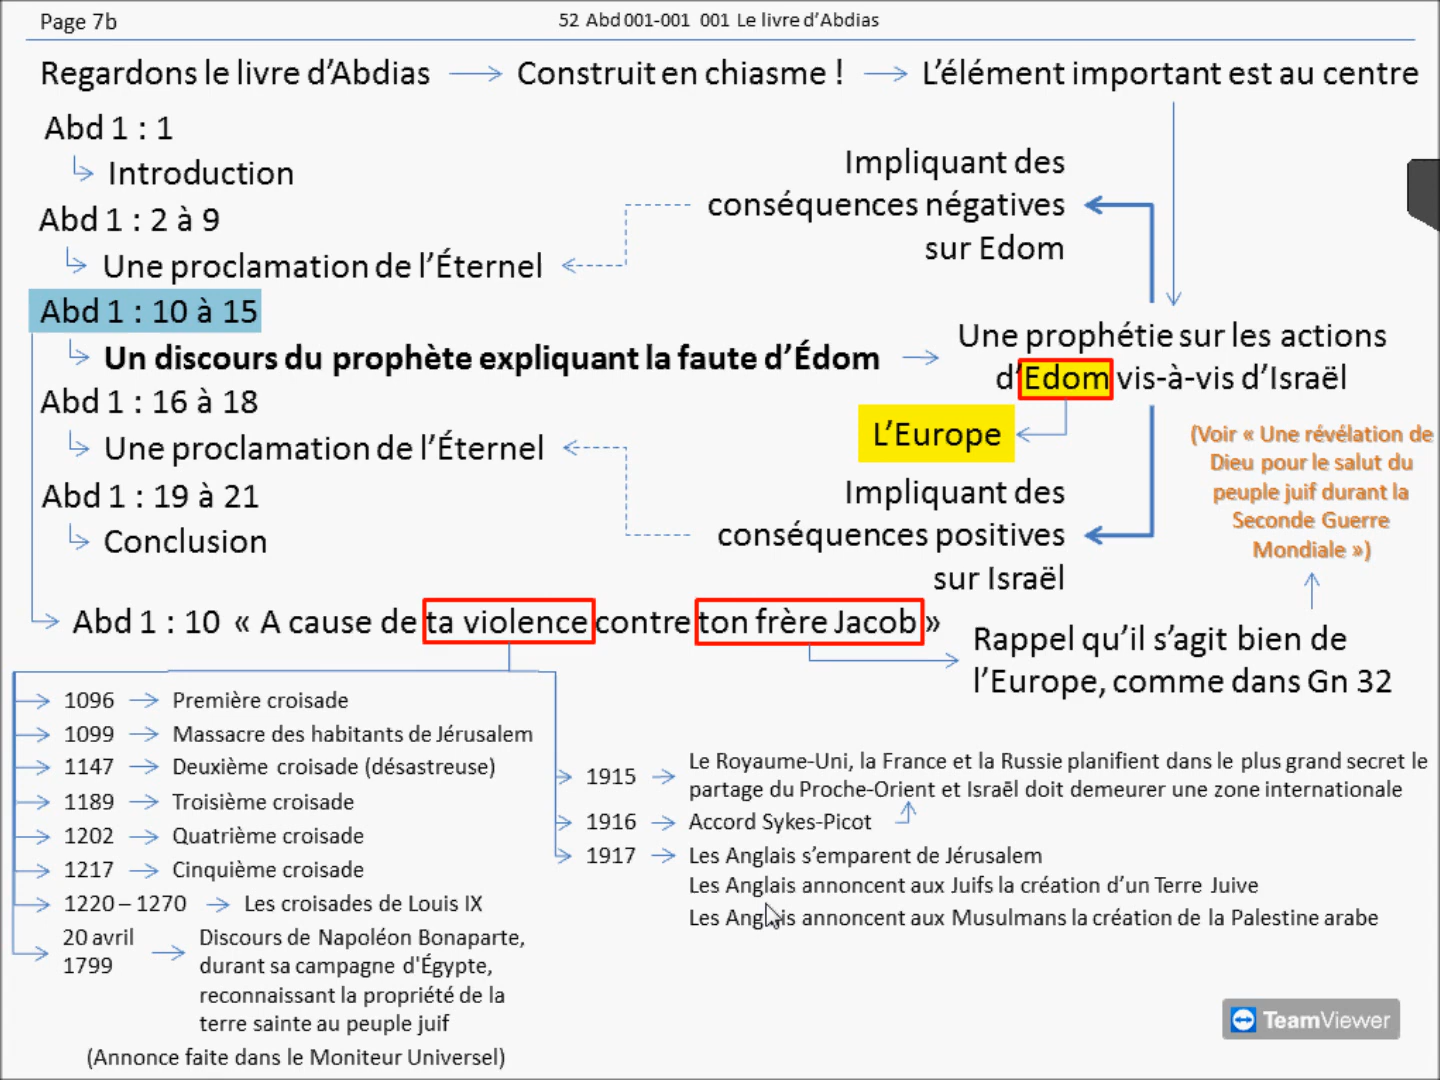 Page 7b
52 Abd 001-001 001 Le livre d’Abdias
Regardons le livre d’Abdias
Construit en chiasme !
L’élément important est au centre
Abd 1 : 1
Introduction
Abd 1 : 2 à 9
Une proclamation de l’Éternel
Impliquant des
conséquences négatives
sur Edom
Abd 1 : 10 à 15
Un discours du prophète expliquant la faute d’Édom
Une prophétie sur les actions
d’Edom vis-à-vis d’Israël
L’Europe
Abd 1 : 16 à 18
Une proclamation de l’Éternel
Impliquant des
conséquences positives
sur Israël
Abd 1 : 19 à 21
Conclusion
(Voir « Une révélation de
Dieu pour le salut du
peuple juif durant la
Seconde Guerre
Mondiale »)
Abd 1 : 10 « A cause de ta violence contre ton frère Jacob »
Rappel qu’il s’agit bien de
l’Europe, comme dans Gn 32
1096
Première croisade
1099
Massacre des habitants de Jérusalem
1147
Deuxième croisade (désastreuse)
1189
Troisième croisade
1202
Quatrième croisade
1217
Cinquième croisade
1220 – 1270
Les croisades de Louis IX
20 avril
1799
Discours de Napoléon Bonaparte,
durant sa campagne d'Égypte,
reconnaissant la propriété de la
terre sainte au peuple juif
(Annonce faite dans le Moniteur Universel)
1915
Le Royaume-Uni, la France et la Russie planifient dans le plus grand secret le
partage du Proche-Orient et Israël doit demeurer une zone internationale
1916
Accord Sykes-Picot
1917
Les Anglais s’emparent de Jérusalem
Les Anglais annoncent aux Juifs la création d’un Terre Juive
Les Anglais annoncent aux Musulmans la création de la Palestine arabe
TeamViewer